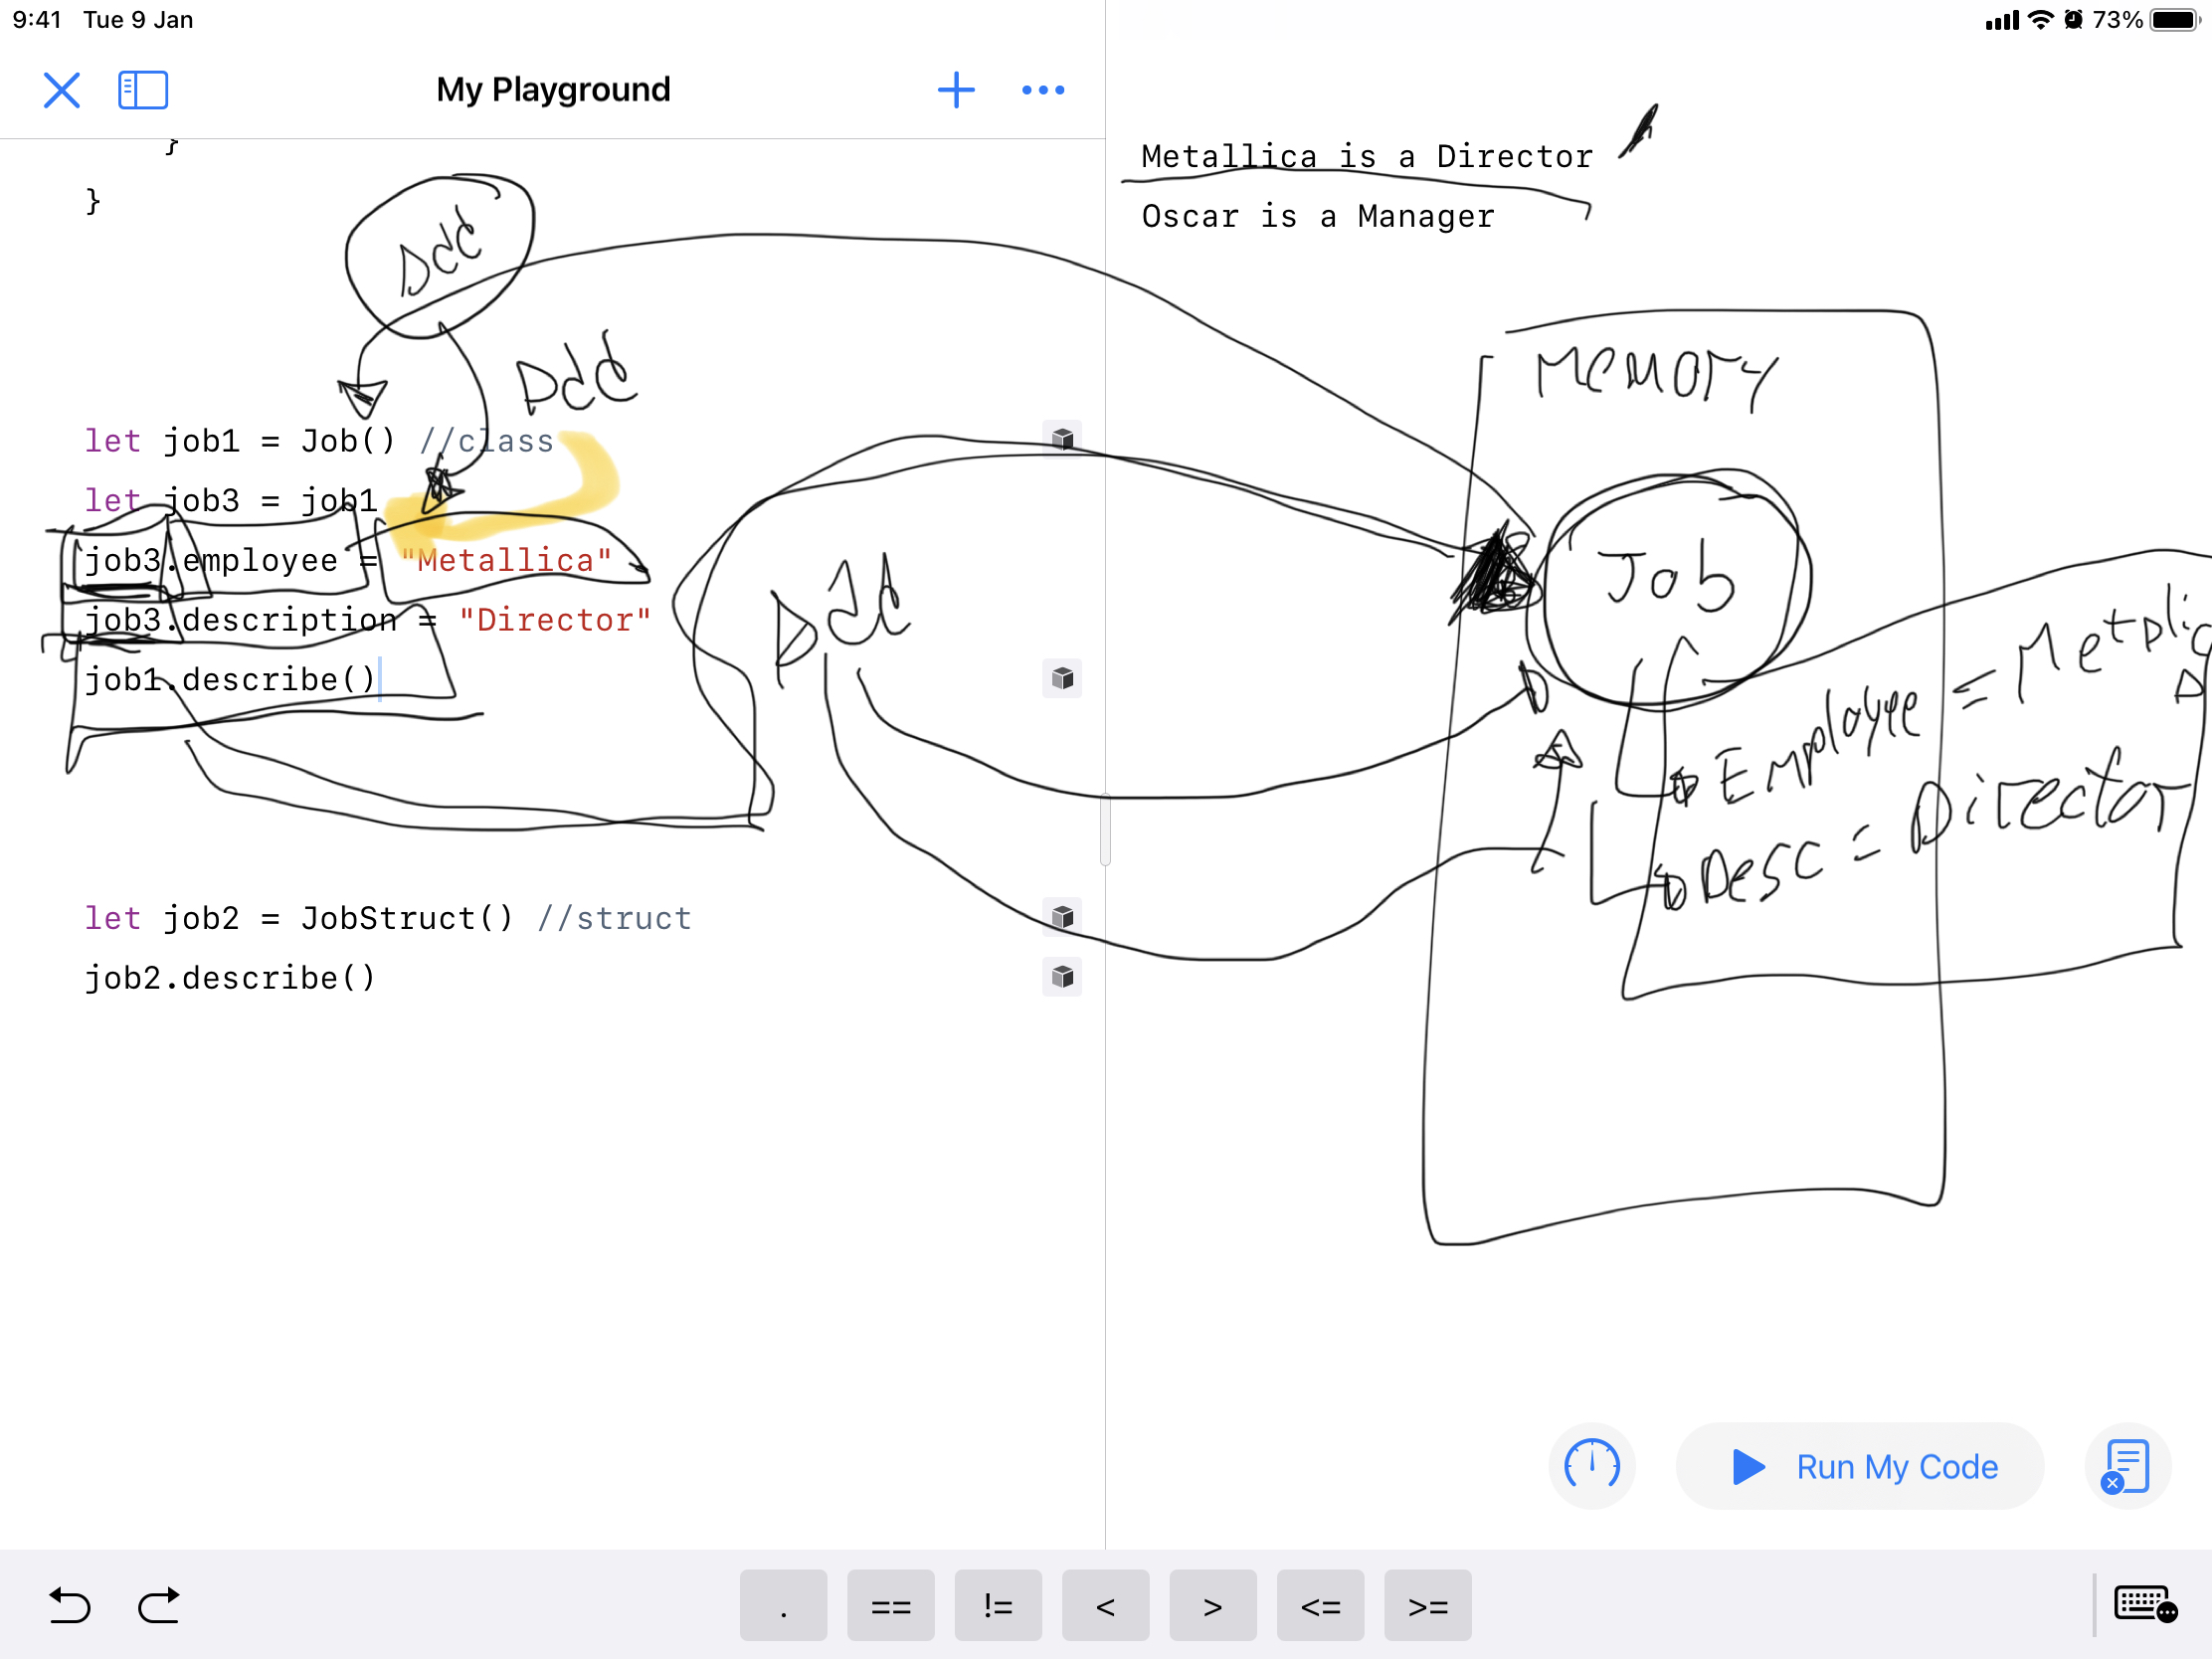 9:41 Tue 9 Jan
73%
My Playground
}
}
Ddd
Ddd
let job1 = Job() //class
let job3 = job1
job3.employee = "Metallica"
job3.description = "Director"
job1.describe()
Ddd
let job2 = JobStruct() //struct
job2.describe()
Metallica is a Director
Oscar is a Manager
MEMORY
Job
Employee =
Desc = Director
Run My Code
. == != < > <= >=